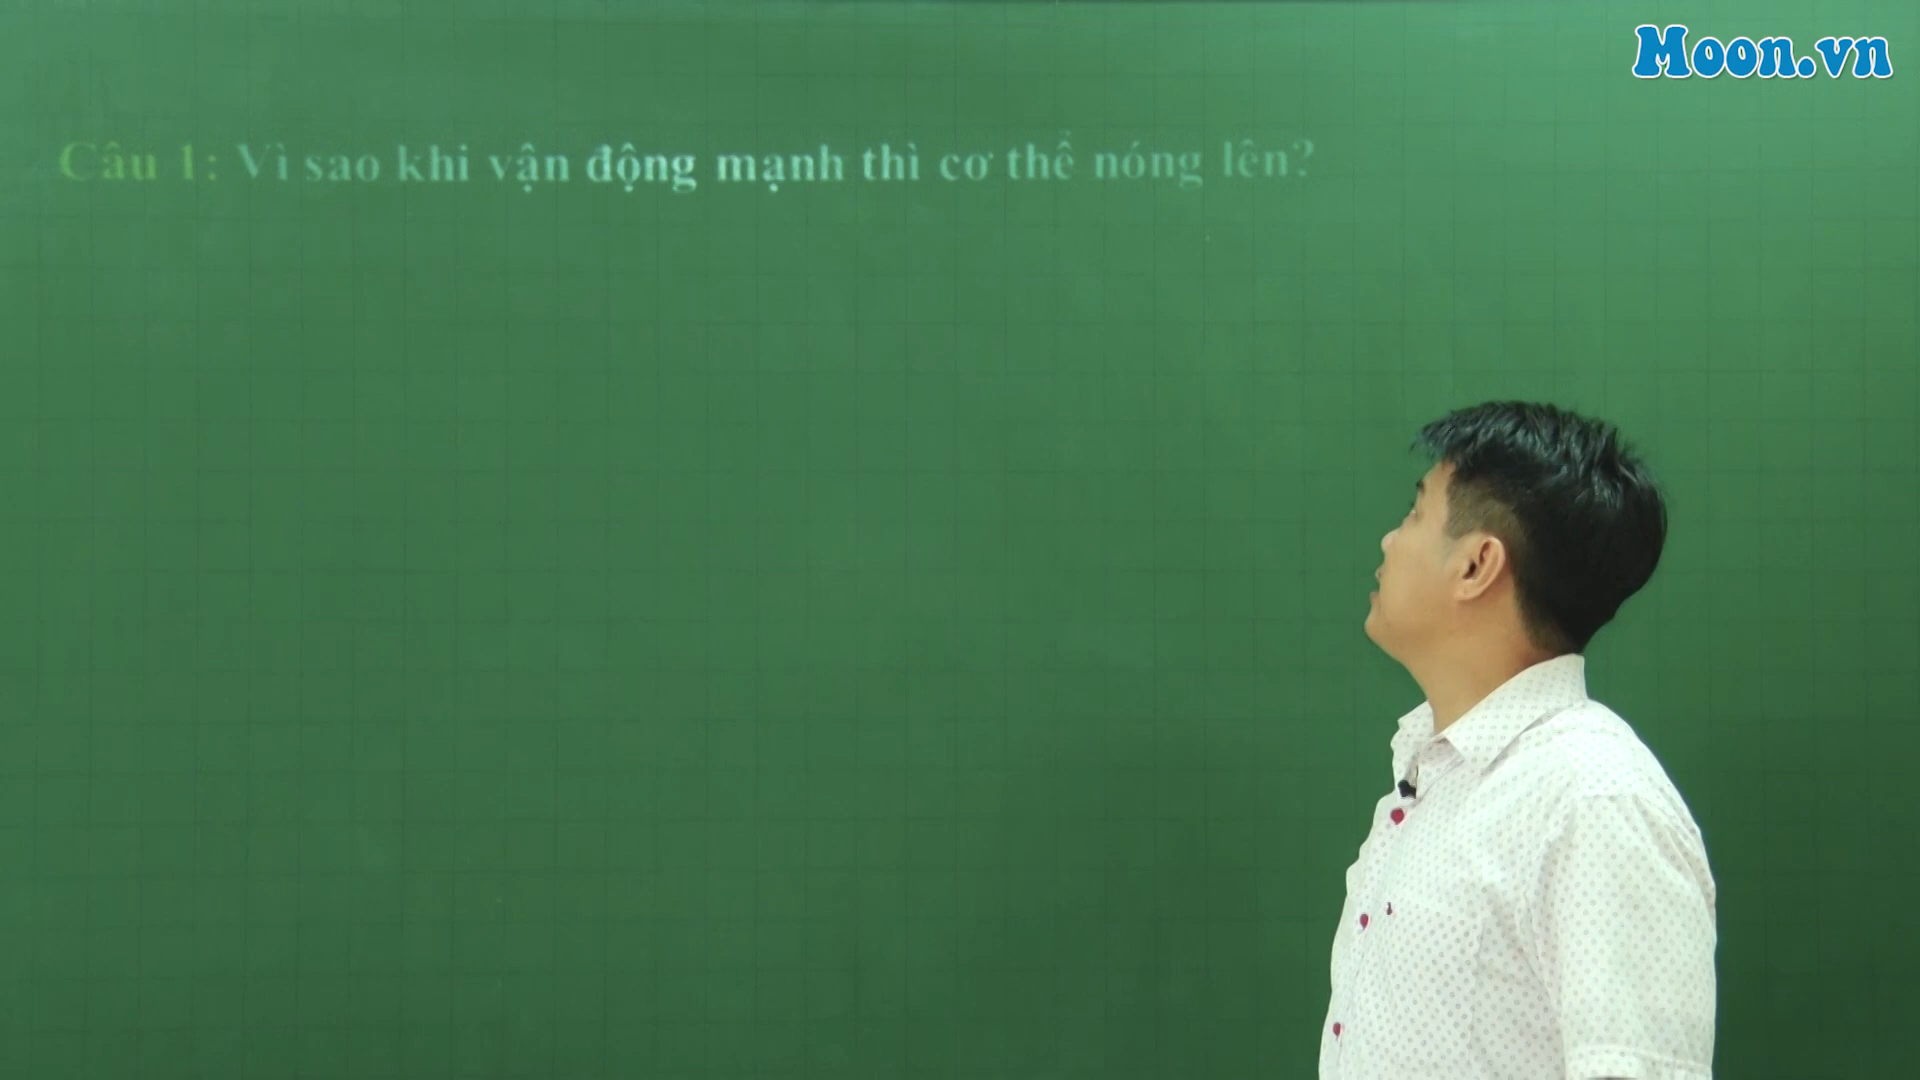 Moon.vn
Câu 1: Vì sao khi vận động mạnh thì cơ thể nóng lên?